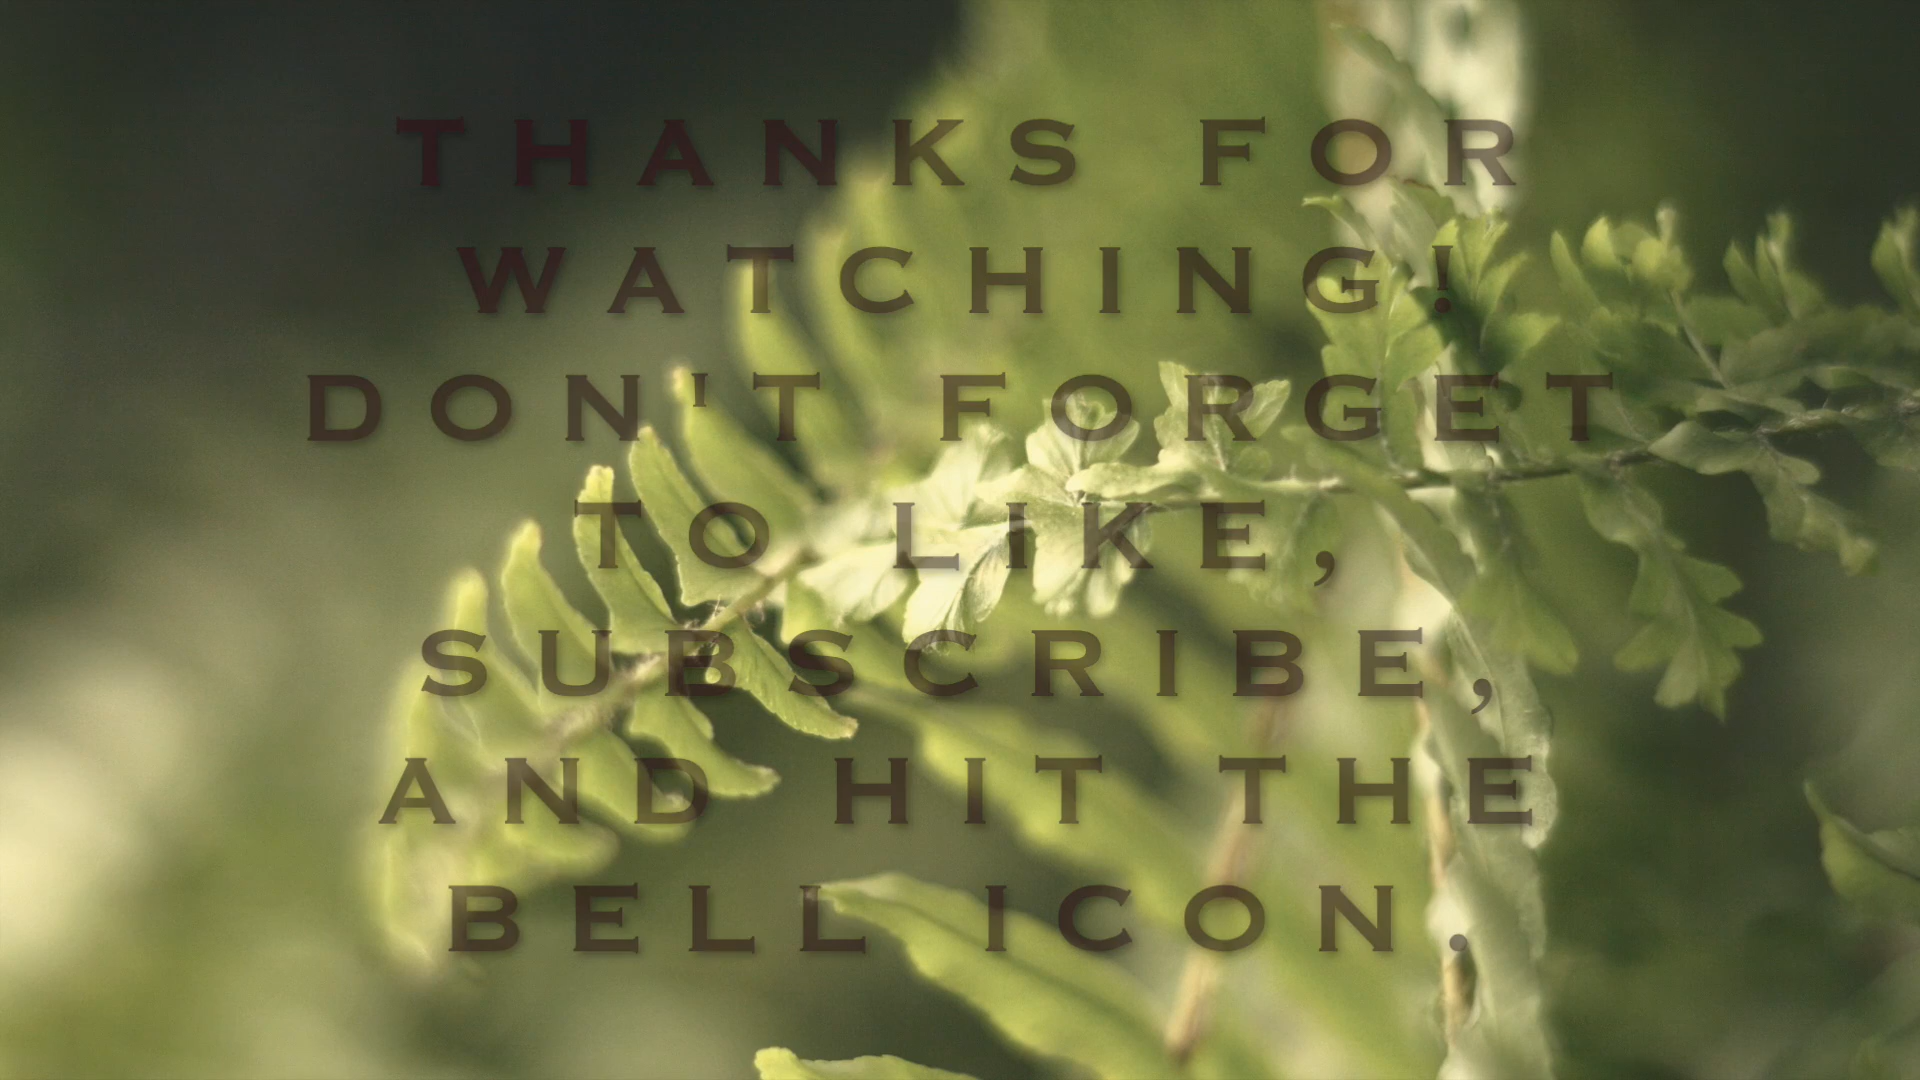 THANKS FOR
WATCHING!
DON'T FORGET
TO LIKE,
SUBSCRIBE,
AND HIT THE
BELL ICON.